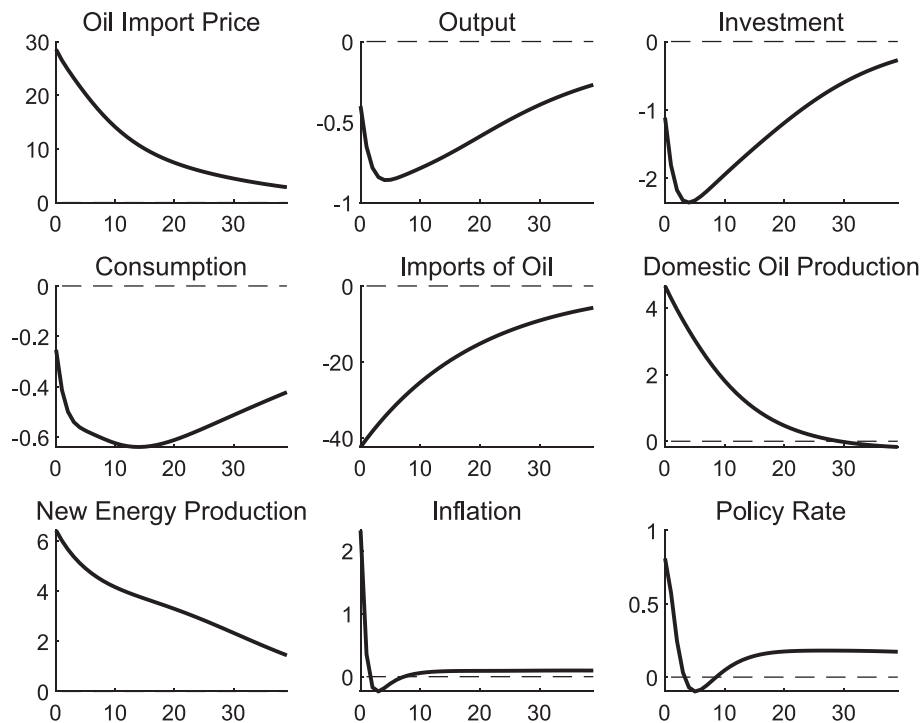 Oil Import Price
30
20
10
0
0 10 20 30
Output
0
-0.5
-1
0 10 20 30
Investment
0
-1
-2
0 10 20 30
Consumption
0
-0.2
-0.4
-0.6
0 10 20 30
Imports of Oil
0
-20
-40
0 10 20 30
Domestic Oil Production
4
2
0
0 10 20 30
New Energy Production
6
4
2
0
0 10 20 30
Inflation
2
1
0
0 10 20 30
Policy Rate
1
0.5
0
0 10 20 30